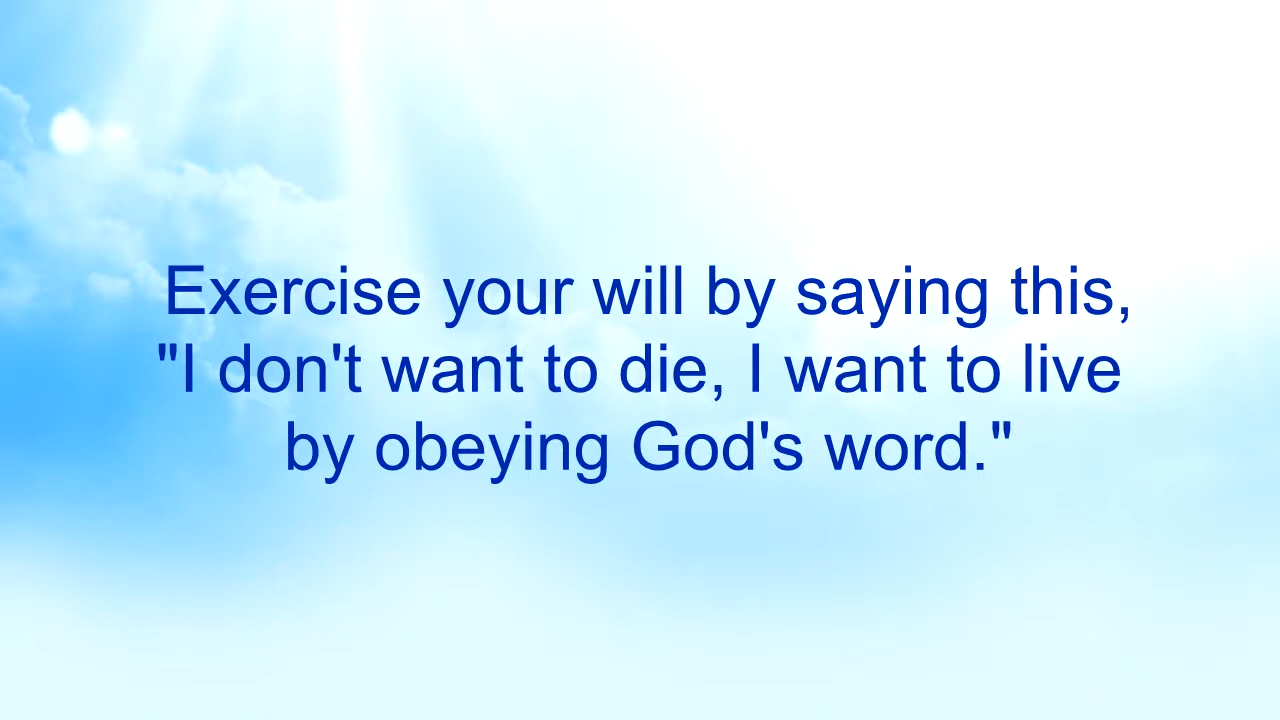 Exercise your will by saying this,
"I don't want to die, I want to live
by obeying God's word."